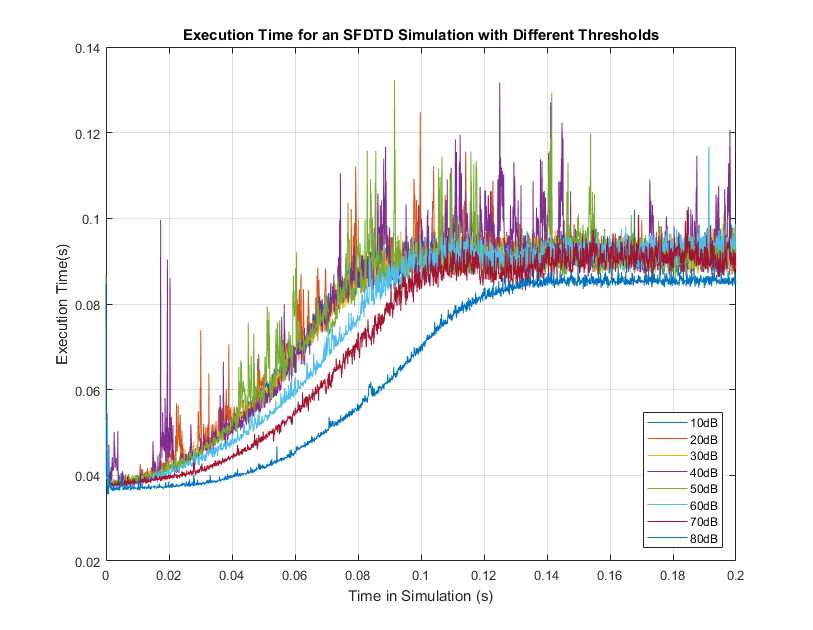 Execution Time for an SFDTD Simulation with Different Thresholds
0.14
0.12
0.1
0.08
0.06
0.04
0.02
Execution Time(s)
10dB
20dB
30dB
40dB
50dB
60dB
70dB
80dB
0 0.02 0.04 0.06 0.08 0.1 0.12 0.14 0.16 0.18 0.2
Time in Simulation (s)